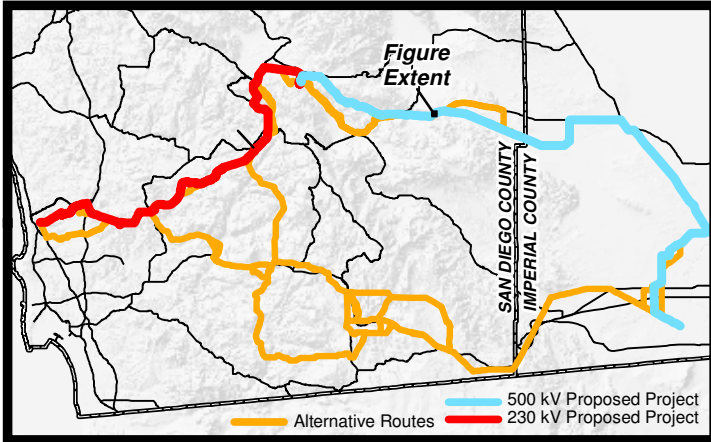 Figure
Extent
SAN DIEGO COUNTY
IMPERIAL COUNTY
500 kV Proposed Project
Alternative Routes
230 kV Proposed Project